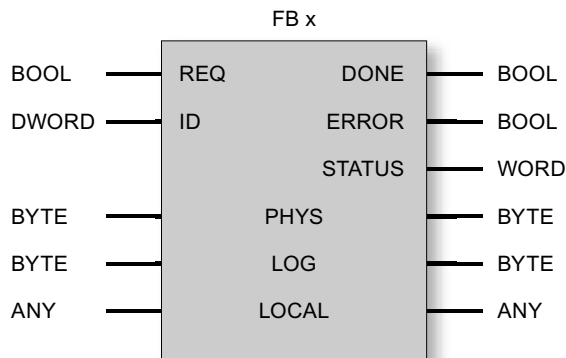 FB x
BOOL REQ DONE BOOL
DWORD ID ERROR BOOL
STATUS WORD
BYTE PHYS BYTE
BYTE LOG BYTE
ANY LOCAL ANY